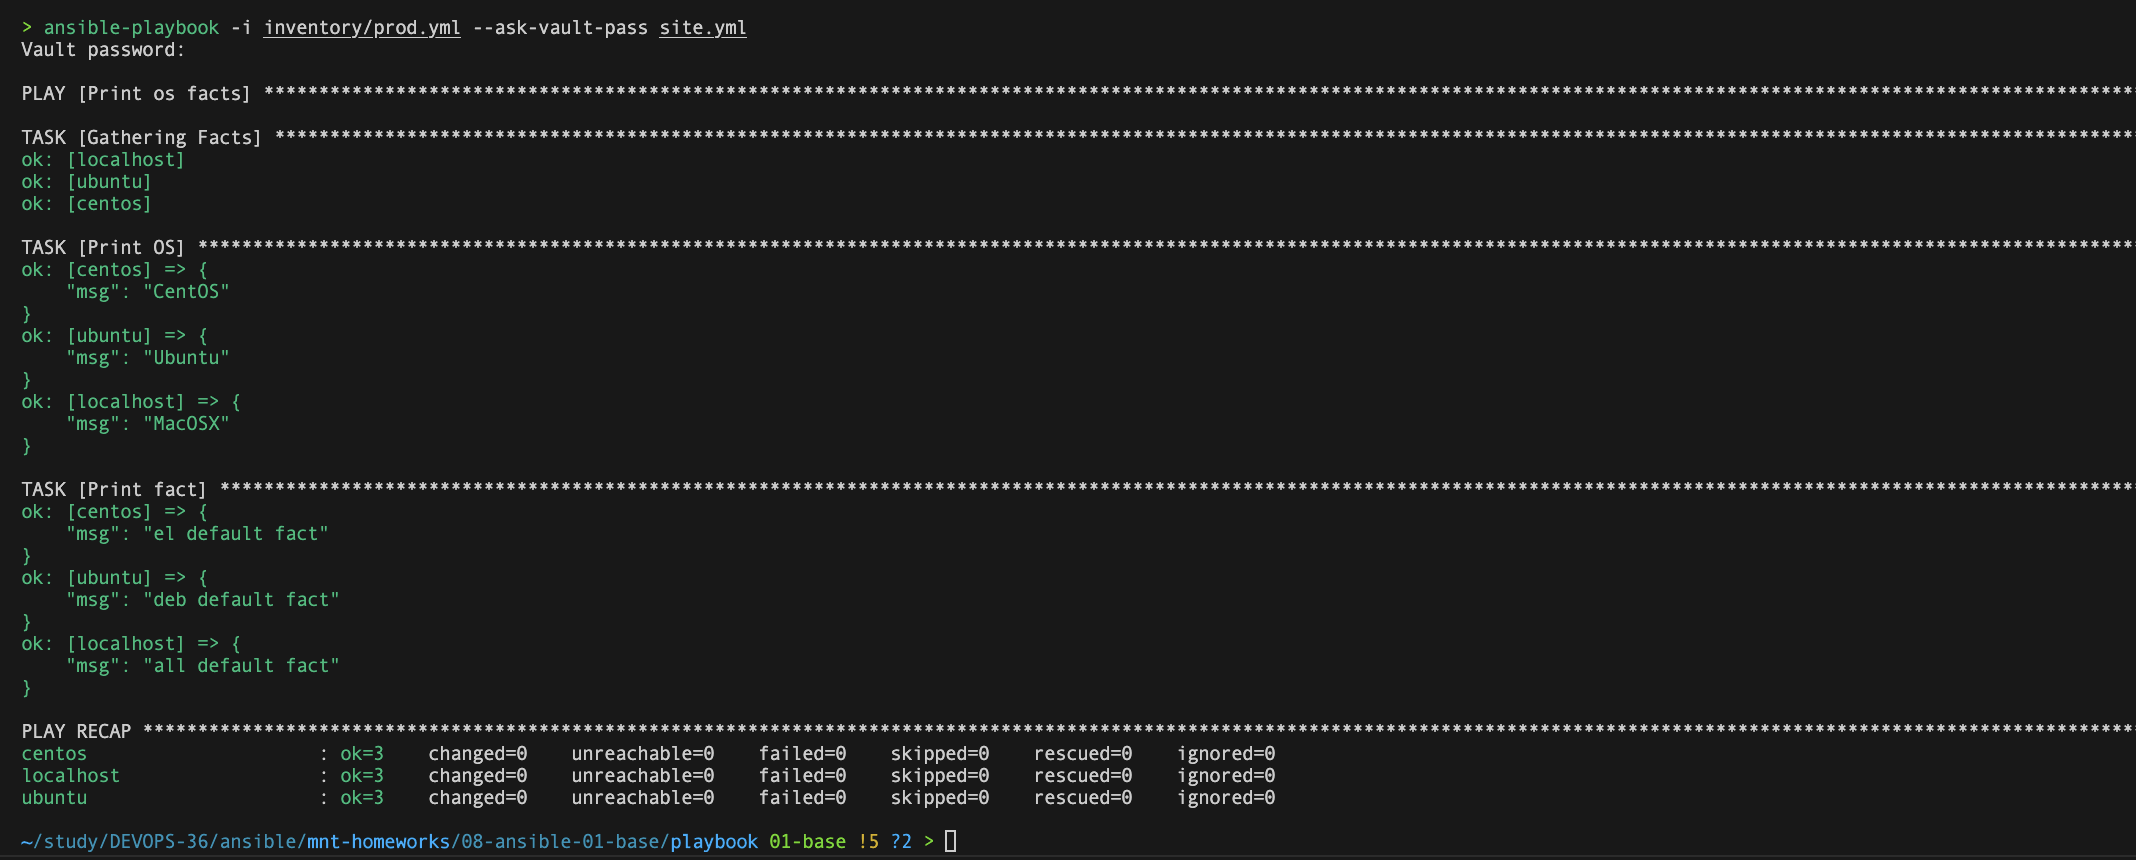 > ansible-playbook -i inventory/prod.yml --ask-vault-pass site.yml
Vault password:
PLAY [Print os facts] ****************************************************************************************************************************************************************************
TASK [Gathering Facts] ***************************************************************************************************************************************************************************
ok: [localhost]
ok: [ubuntu]
ok: [centos]
TASK [Print OS] **********************************************************************************************************************************************************************************
ok: [centos] => {
    "msg": "CentOS"
}
ok: [ubuntu] => {
    "msg": "Ubuntu"
}
ok: [localhost] => {
    "msg": "MacOSX"
}
TASK [Print fact] ********************************************************************************************************************************************************************************
ok: [centos] => {
    "msg": "el default fact"
}
ok: [ubuntu] => {
    "msg": "deb default fact"
}
ok: [localhost] => {
    "msg": "all default fact"
}
PLAY RECAP ***************************************************************************************************************************************************************************************
centos                     : ok=3    changed=0    unreachable=0    failed=0    skipped=0    rescued=0    ignored=0
localhost                  : ok=3    changed=0    unreachable=0    failed=0    skipped=0    rescued=0    ignored=0
ubuntu                     : ok=3    changed=0    unreachable=0    failed=0    skipped=0    rescued=0    ignored=0
~/study/DEVOPS-36/ansible/mnt-homeworks/08-ansible-01-base/playbook 01-base !5 ?2 >